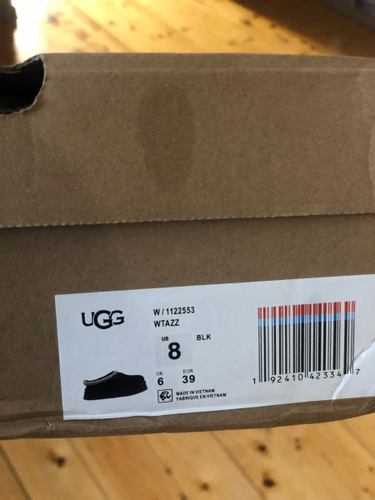 UGG
W / 1122553
WTAZZ
US 8 BLK
UK 6 EUR 39
MADE IN VIETNAM
FABRIQUE EN VIETNAM
1 92410 42334 7